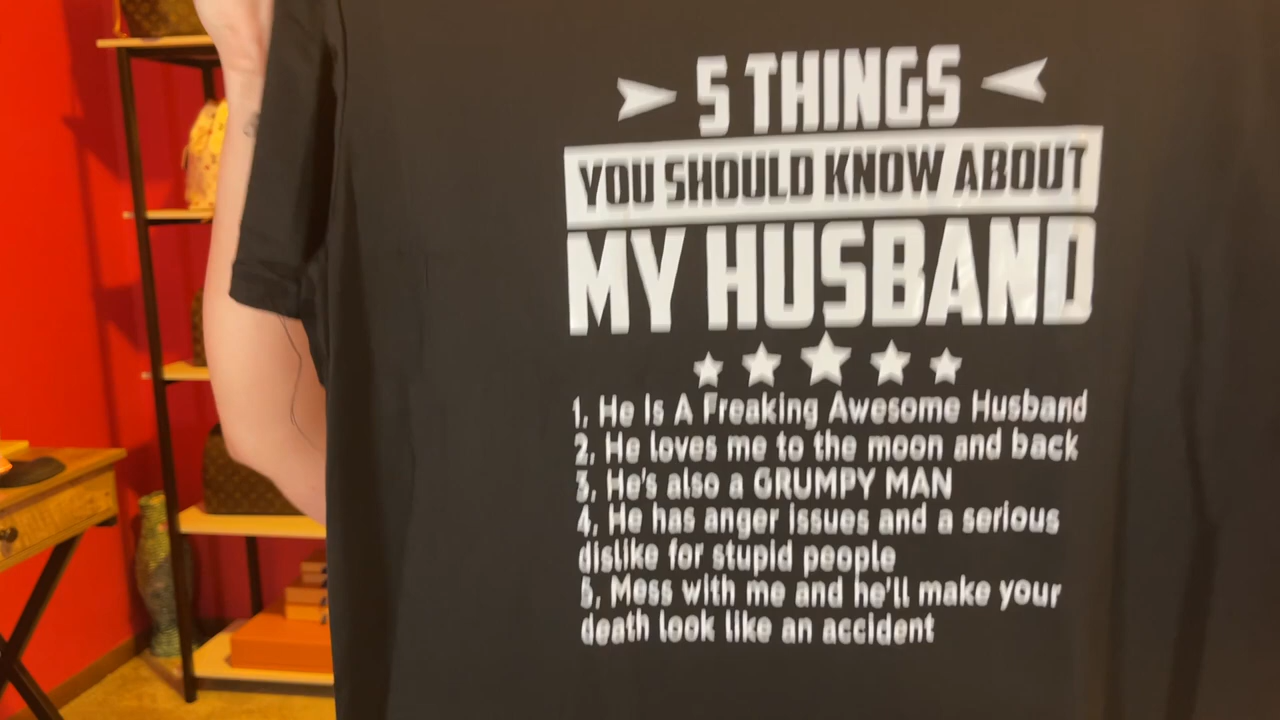 5 THINGS
YOU SHOULD KNOW ABOUT
MY HUSBAND
1, He Is A Freaking Awesome Husband
2, He loves me to the moon and back
3, He's also a GRUMPY MAN
4, He has anger issues and a serious
dislike for stupid people
5, Mess with me and he'll make your
death look like an accident